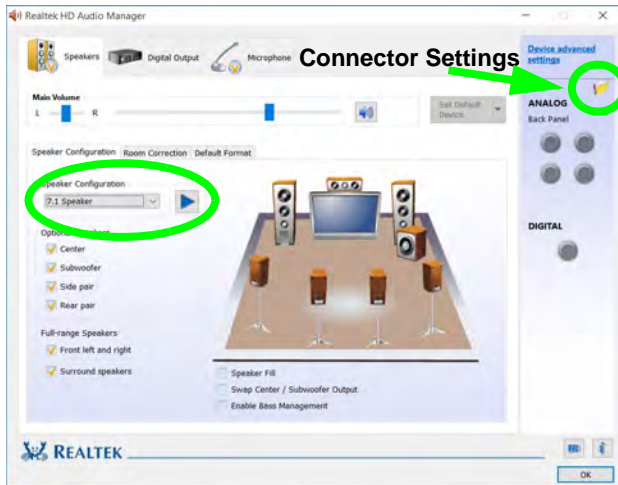 Realtek HD Audio Manager
Speakers
Digital Output
Microphone
Connector Settings
Device advanced
settings
Main Volume
L
R
Set Default
Device
ANALOG
Back Panel
Speaker Configuration
Room Correction
Default Format
Speaker Configuration
7.1 Speaker
Optional Speakers
Center
Subwoofer
Side pair
Rear pair
DIGITAL
Full-range Speakers
Front left and right
Surround speakers
Speaker Fill
Swap Center / Subwoofer Output
Enable Bass Management
REALTEK
OK